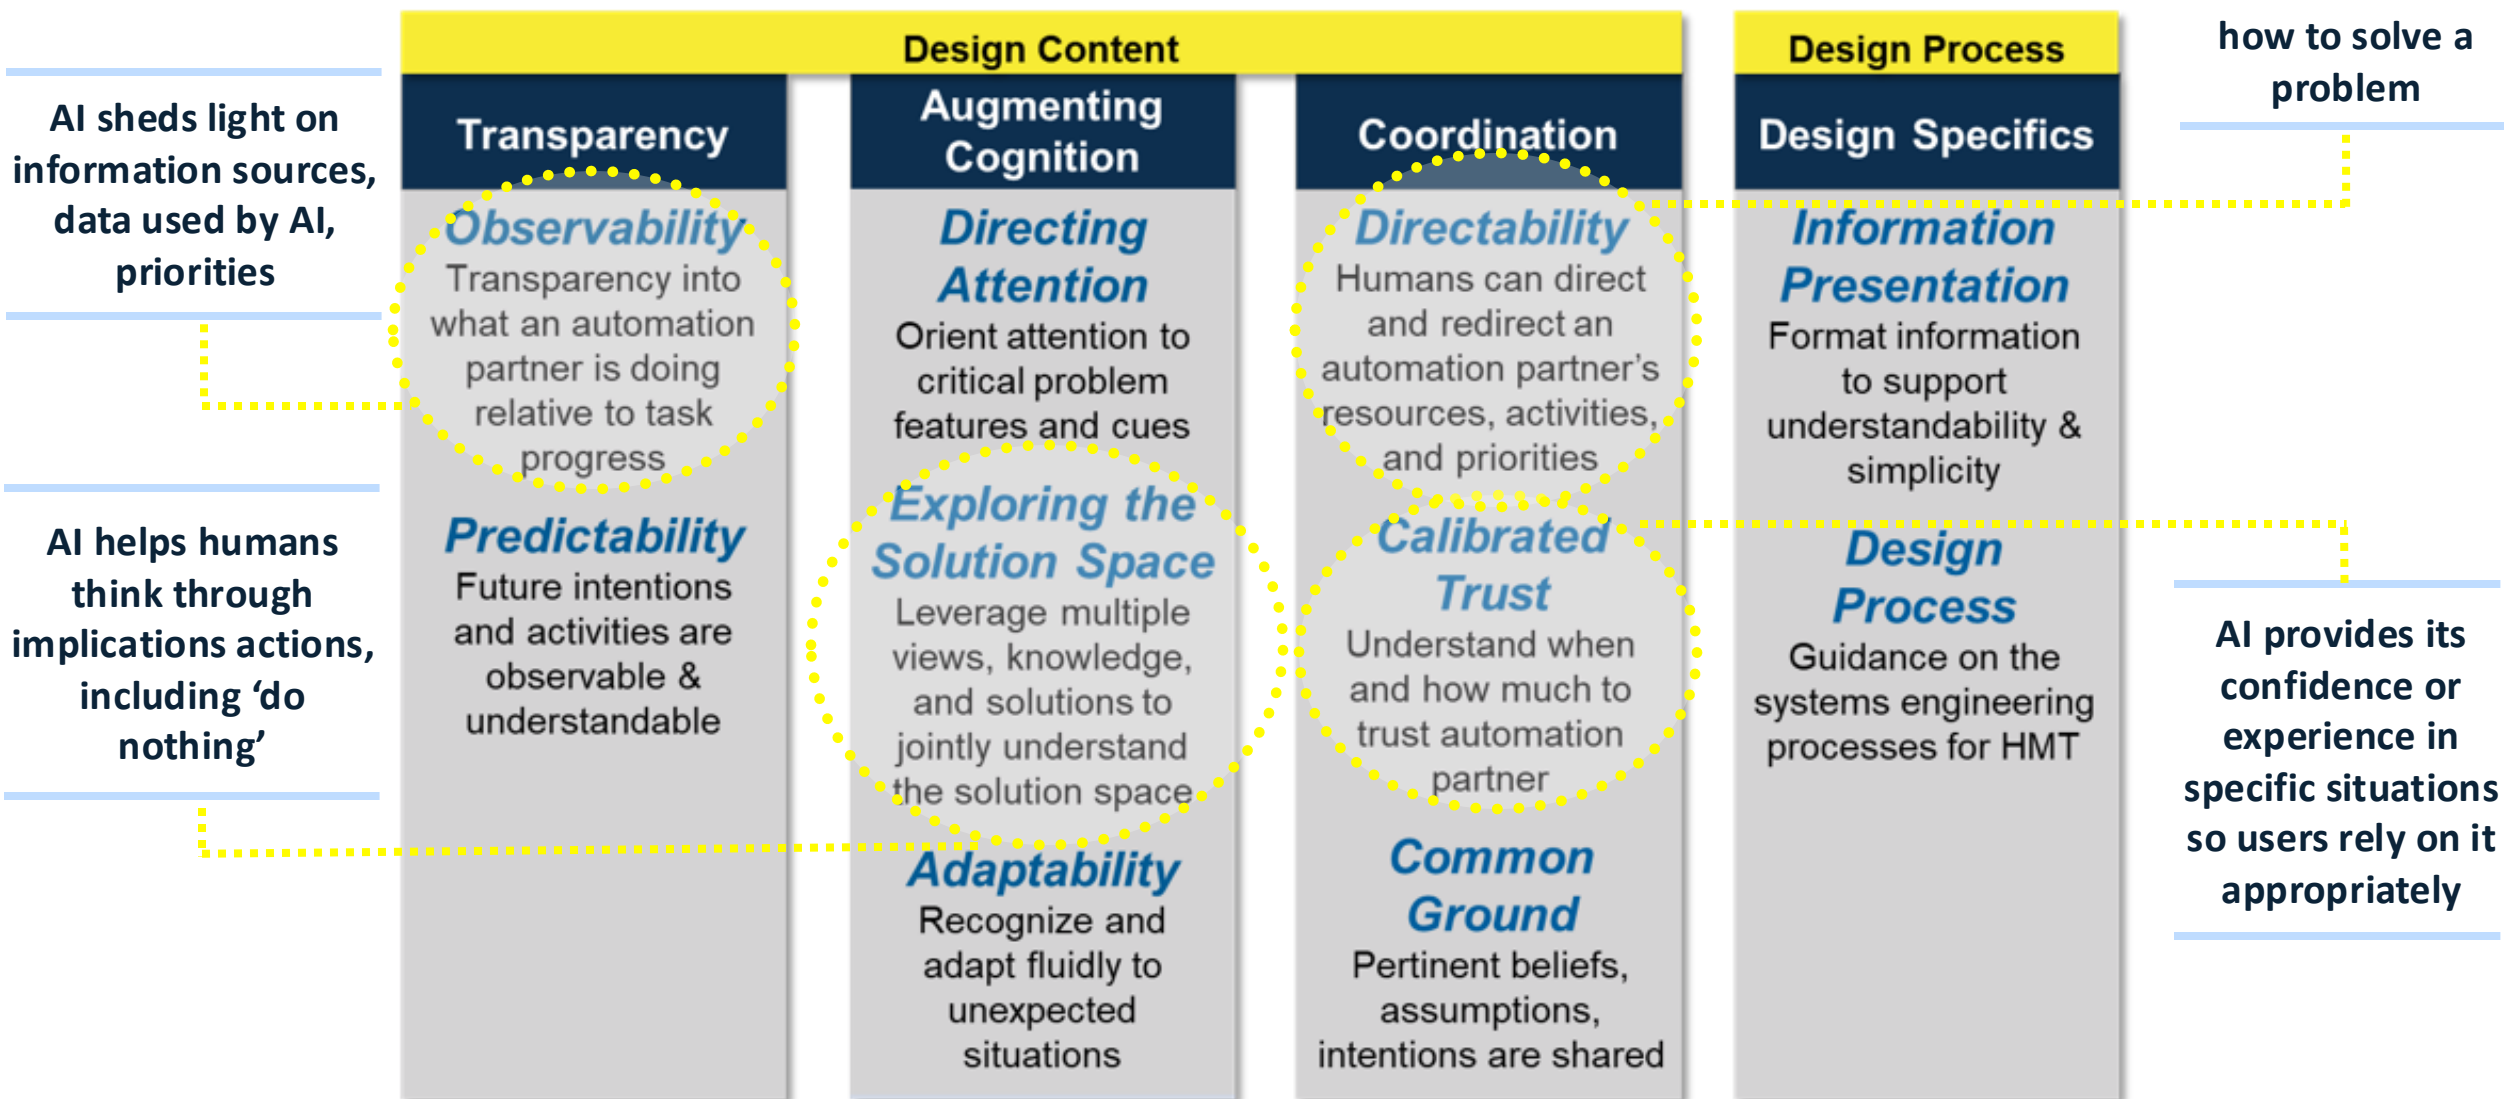 Design Content
Design Process
how to solve a
problem
AI sheds light on
information sources,
data used by AI,
priorities
AI helps humans
think through
implications actions,
including ‘do
nothing’
Transparency
Observability
Transparency into
what an automation
partner is doing
relative to task
progress
Predictability
Future intentions
and activities are
observable &
understandable
Augmenting
Cognition
Directing
Attention
Orient attention to
critical problem
features and cues
Exploring the
Solution Space
Leverage multiple
views, knowledge,
and solutions to
jointly understand
the solution space
Adaptability
Recognize and
adapt fluidly to
unexpected
situations
Coordination
Directability
Humans can direct
and redirect an
automation partner’s
resources, activities,
and priorities
Calibrated
Trust
Understand when
and how much to
trust automation
partner
Common
Ground
Pertinent beliefs,
assumptions,
intentions are shared
Design Specifics
Information
Presentation
Format information
to support
understandability &
simplicity
Design
Process
Guidance on the
systems engineering
processes for HMT
AI provides its
confidence or
experience in
specific situations
so users rely on it
appropriately